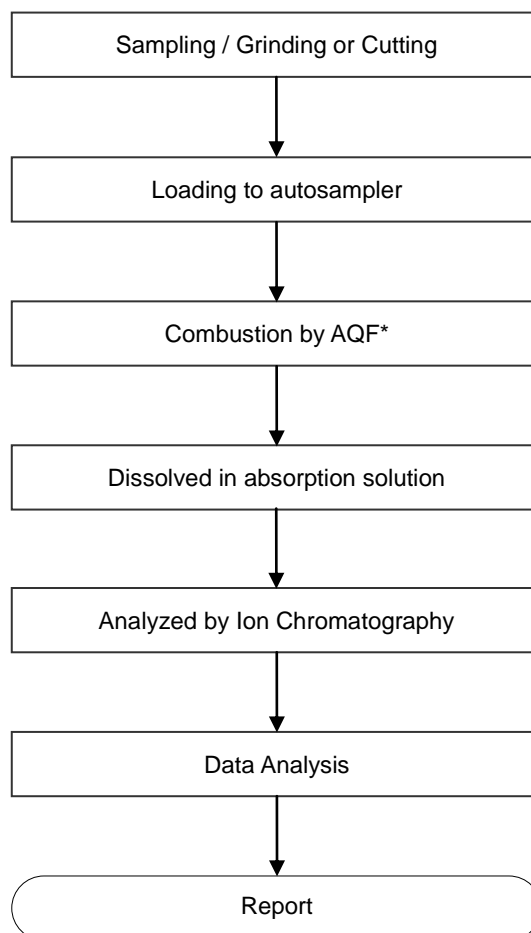 Sampling / Grinding or Cutting
Loading to autosampler
Combustion by AQF*
Dissolved in absorption solution
Analyzed by Ion Chromatography
Data Analysis
Report